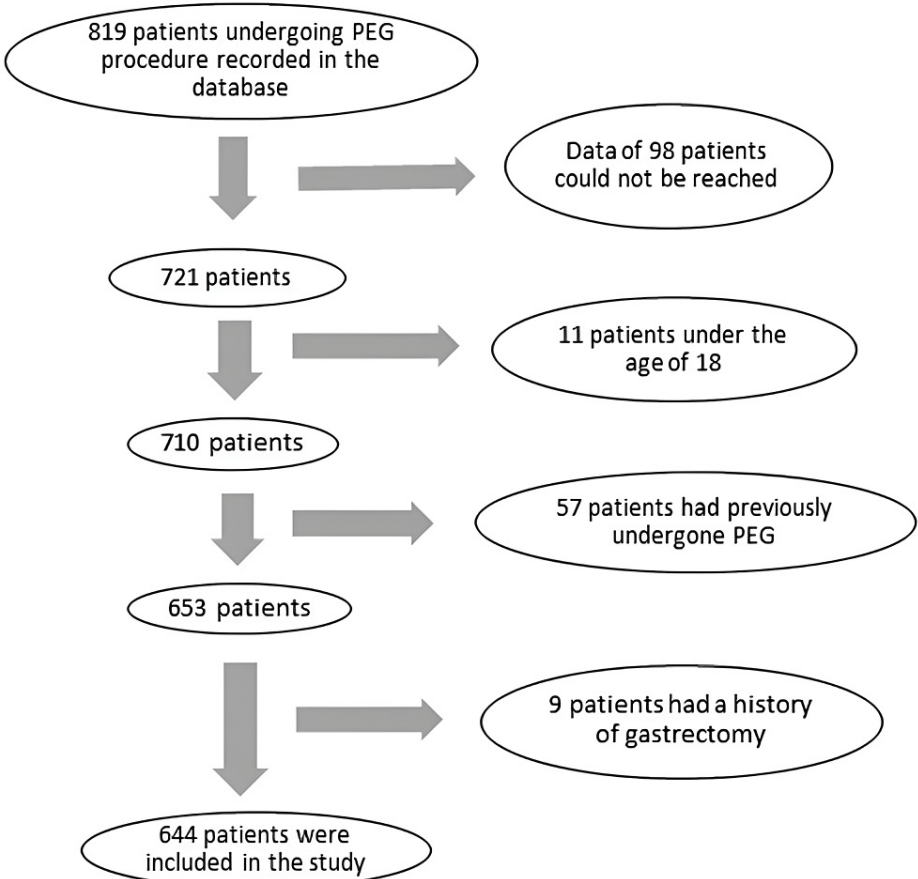 819 patients undergoing PEG
procedure recorded in the
database
Data of 98 patients
could not be reached
721 patients
11 patients under the
age of 18
710 patients
57 patients had previously
undergone PEG
653 patients
9 patients had a history
of gastrectomy
644 patients were
included in the study